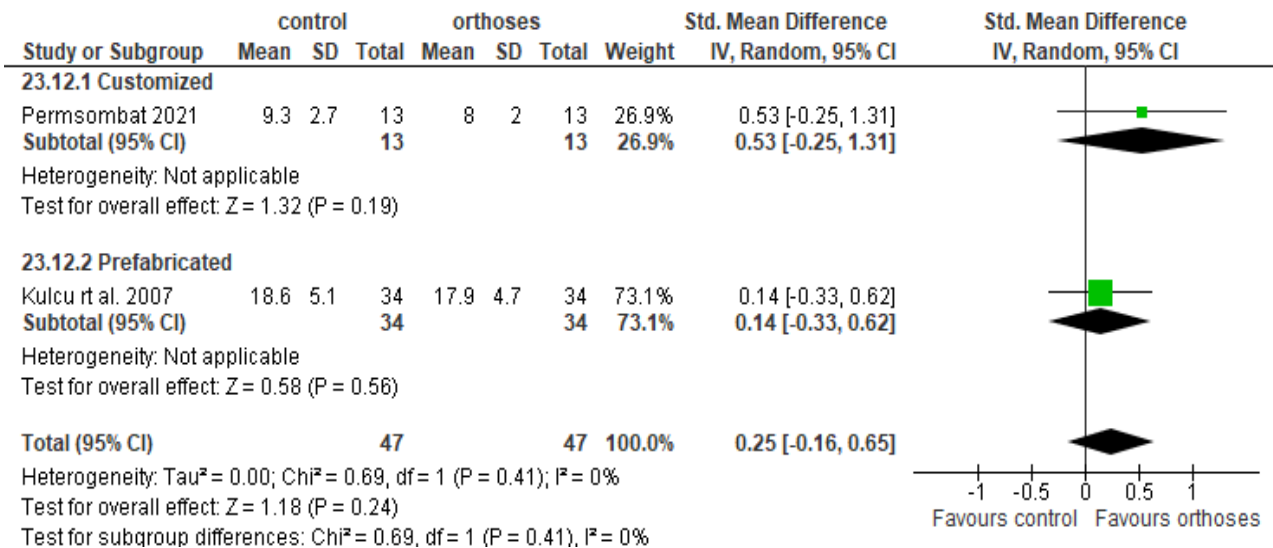 control orthoses Std. Mean Difference Std. Mean Difference
Study or Subgroup Mean SD Total Mean SD Total Weight IV, Random, 95% CI IV, Random, 95% CI
23.12.1 Customized
Permsombat 2021 9.3 2.7 13 8 2 13 26.9% 0.53 [-0.25, 1.31]
Subtotal (95% CI) 13 13 26.9% 0.53 [-0.25, 1.31]
Heterogeneity: Not applicable
Test for overall effect: Z = 1.32 (P = 0.19)
23.12.2 Prefabricated
Kulcu rt al. 2007 18.6 5.1 34 17.9 4.7 34 73.1% 0.14 [-0.33, 0.62]
Subtotal (95% CI) 34 34 73.1% 0.14 [-0.33, 0.62]
Heterogeneity: Not applicable
Test for overall effect: Z = 0.58 (P = 0.56)
Total (95% CI) 47 47 100.0% 0.25 [-0.16, 0.65]
Heterogeneity: Tau² = 0.00; Chi² = 0.69, df = 1 (P = 0.41); I² = 0%
-1 -0.5 0 0.5 1
Test for overall effect: Z = 1.18 (P = 0.24)
Favours control Favours orthoses
Test for subgroup differences: Chi² = 0.69, df = 1 (P = 0.41), I² = 0%